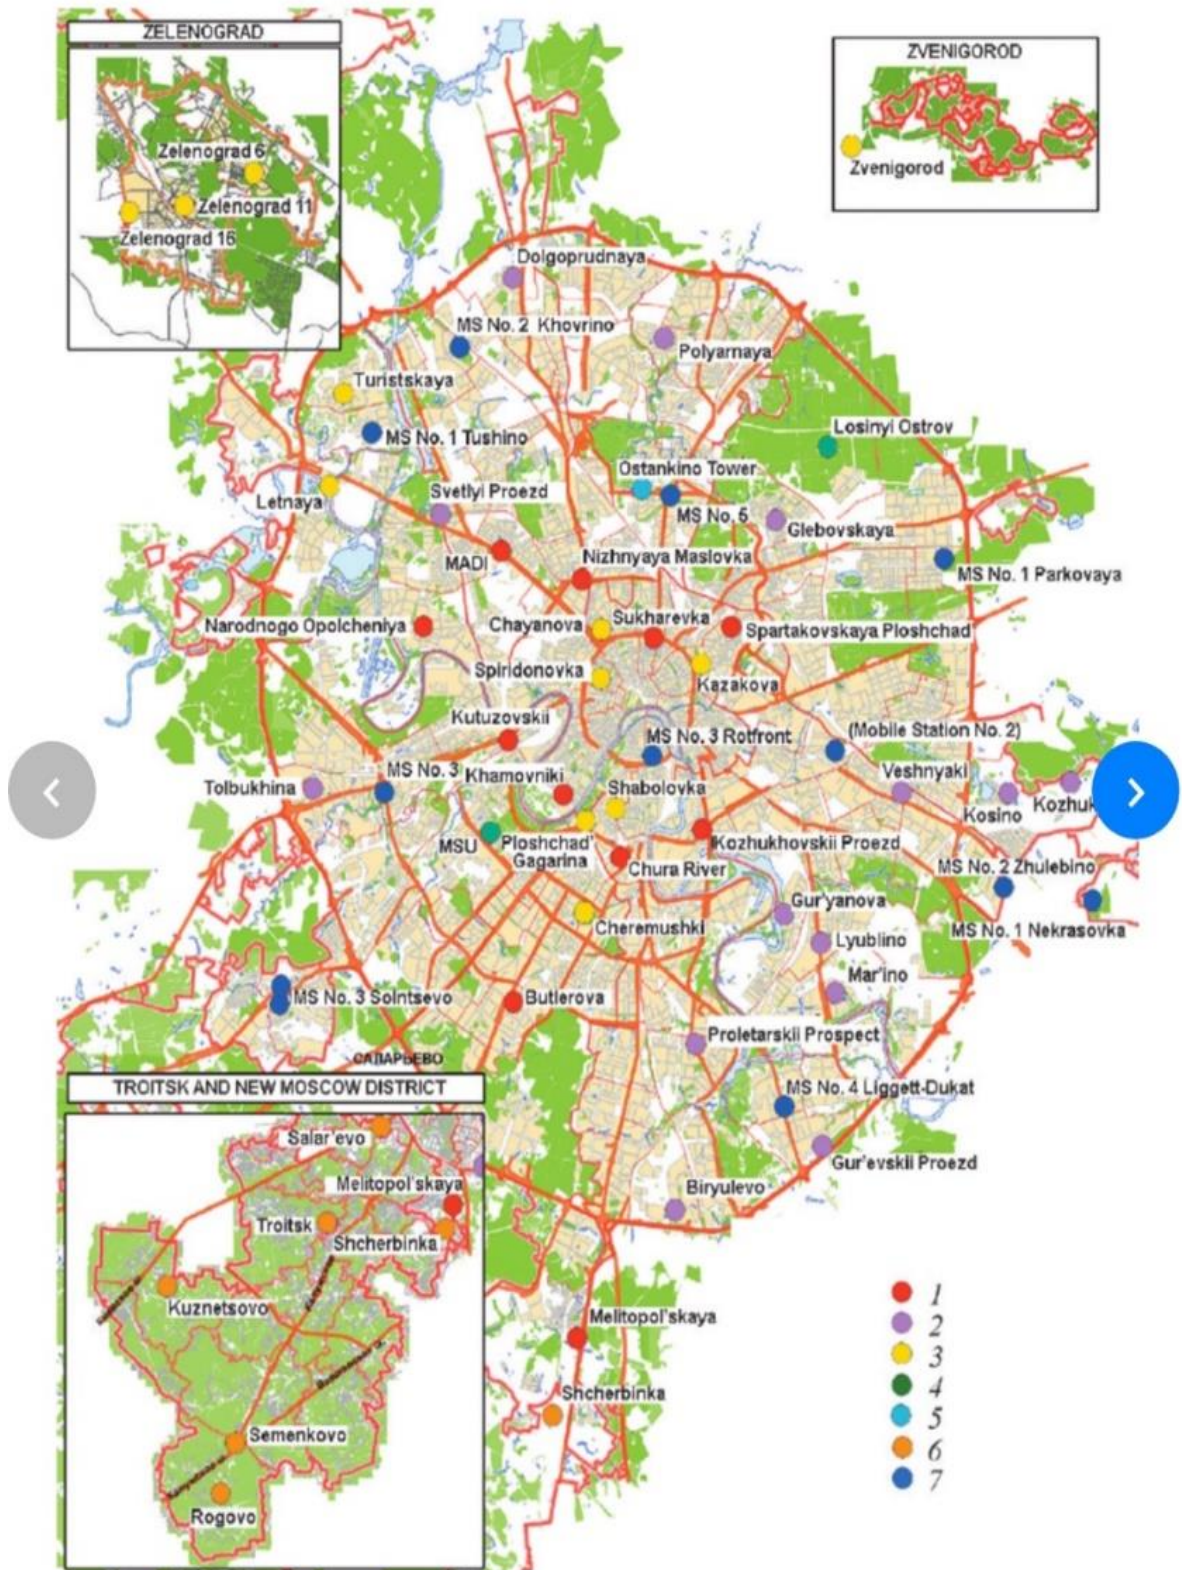 ZELENOGRAD
Zelenograd 6
Zelenograd 11
Zelenograd 16
ZVENIGOROD
Zvenigorod
Dolgoprudnaya
MS No. 2 Khovrino
Polyarnaya
Turistskaya
MS No. 1 Tushino
Losinyi Ostrov
Ostankino Tower
Letnaya
Svetlyi Proezd
MS No. 5
Glebovskaya
MADI
Nizhnyaya Maslovka
MS No. 1 Parkovaya
Narodnogo Opolcheniya
Chayanova
Sukharevka
Spartakovskaya Ploshchad
Spiridonovka
Kazakova
Kutuzovskii
MS No. 3 Rotfront
(Mobile Station No. 2)
Tolbukhina
MS No. 3
Khamovniki
Shabolovka
Veshnyaki
Kosino
Kozhuk
MSU
Ploshchad'
Gagarina
Kozhukhovskii Proezd
Chura River
MS No. 2 Zhulebino
Gur'yanova
Cheremushki
Lyublino
MS No. 1 Nekrasovka
Mar'ino
MS No. 3 Solntsevo
Butlerova
Proletarskii Prospect
САЛАРЬЕВО
MS No. 4 Liggett-Dukat
Gur'evskii Proezd
Biryulevo
TROITSK AND NEW MOSCOW DISTRICT
Salar'evo
Melitopol'skaya
Troitsk
Shcherbinka
Kuznetsovo
Semenkovo
Rogovo
Melitopol'skaya
Shcherbinka
1
2
3
4
5
6
7